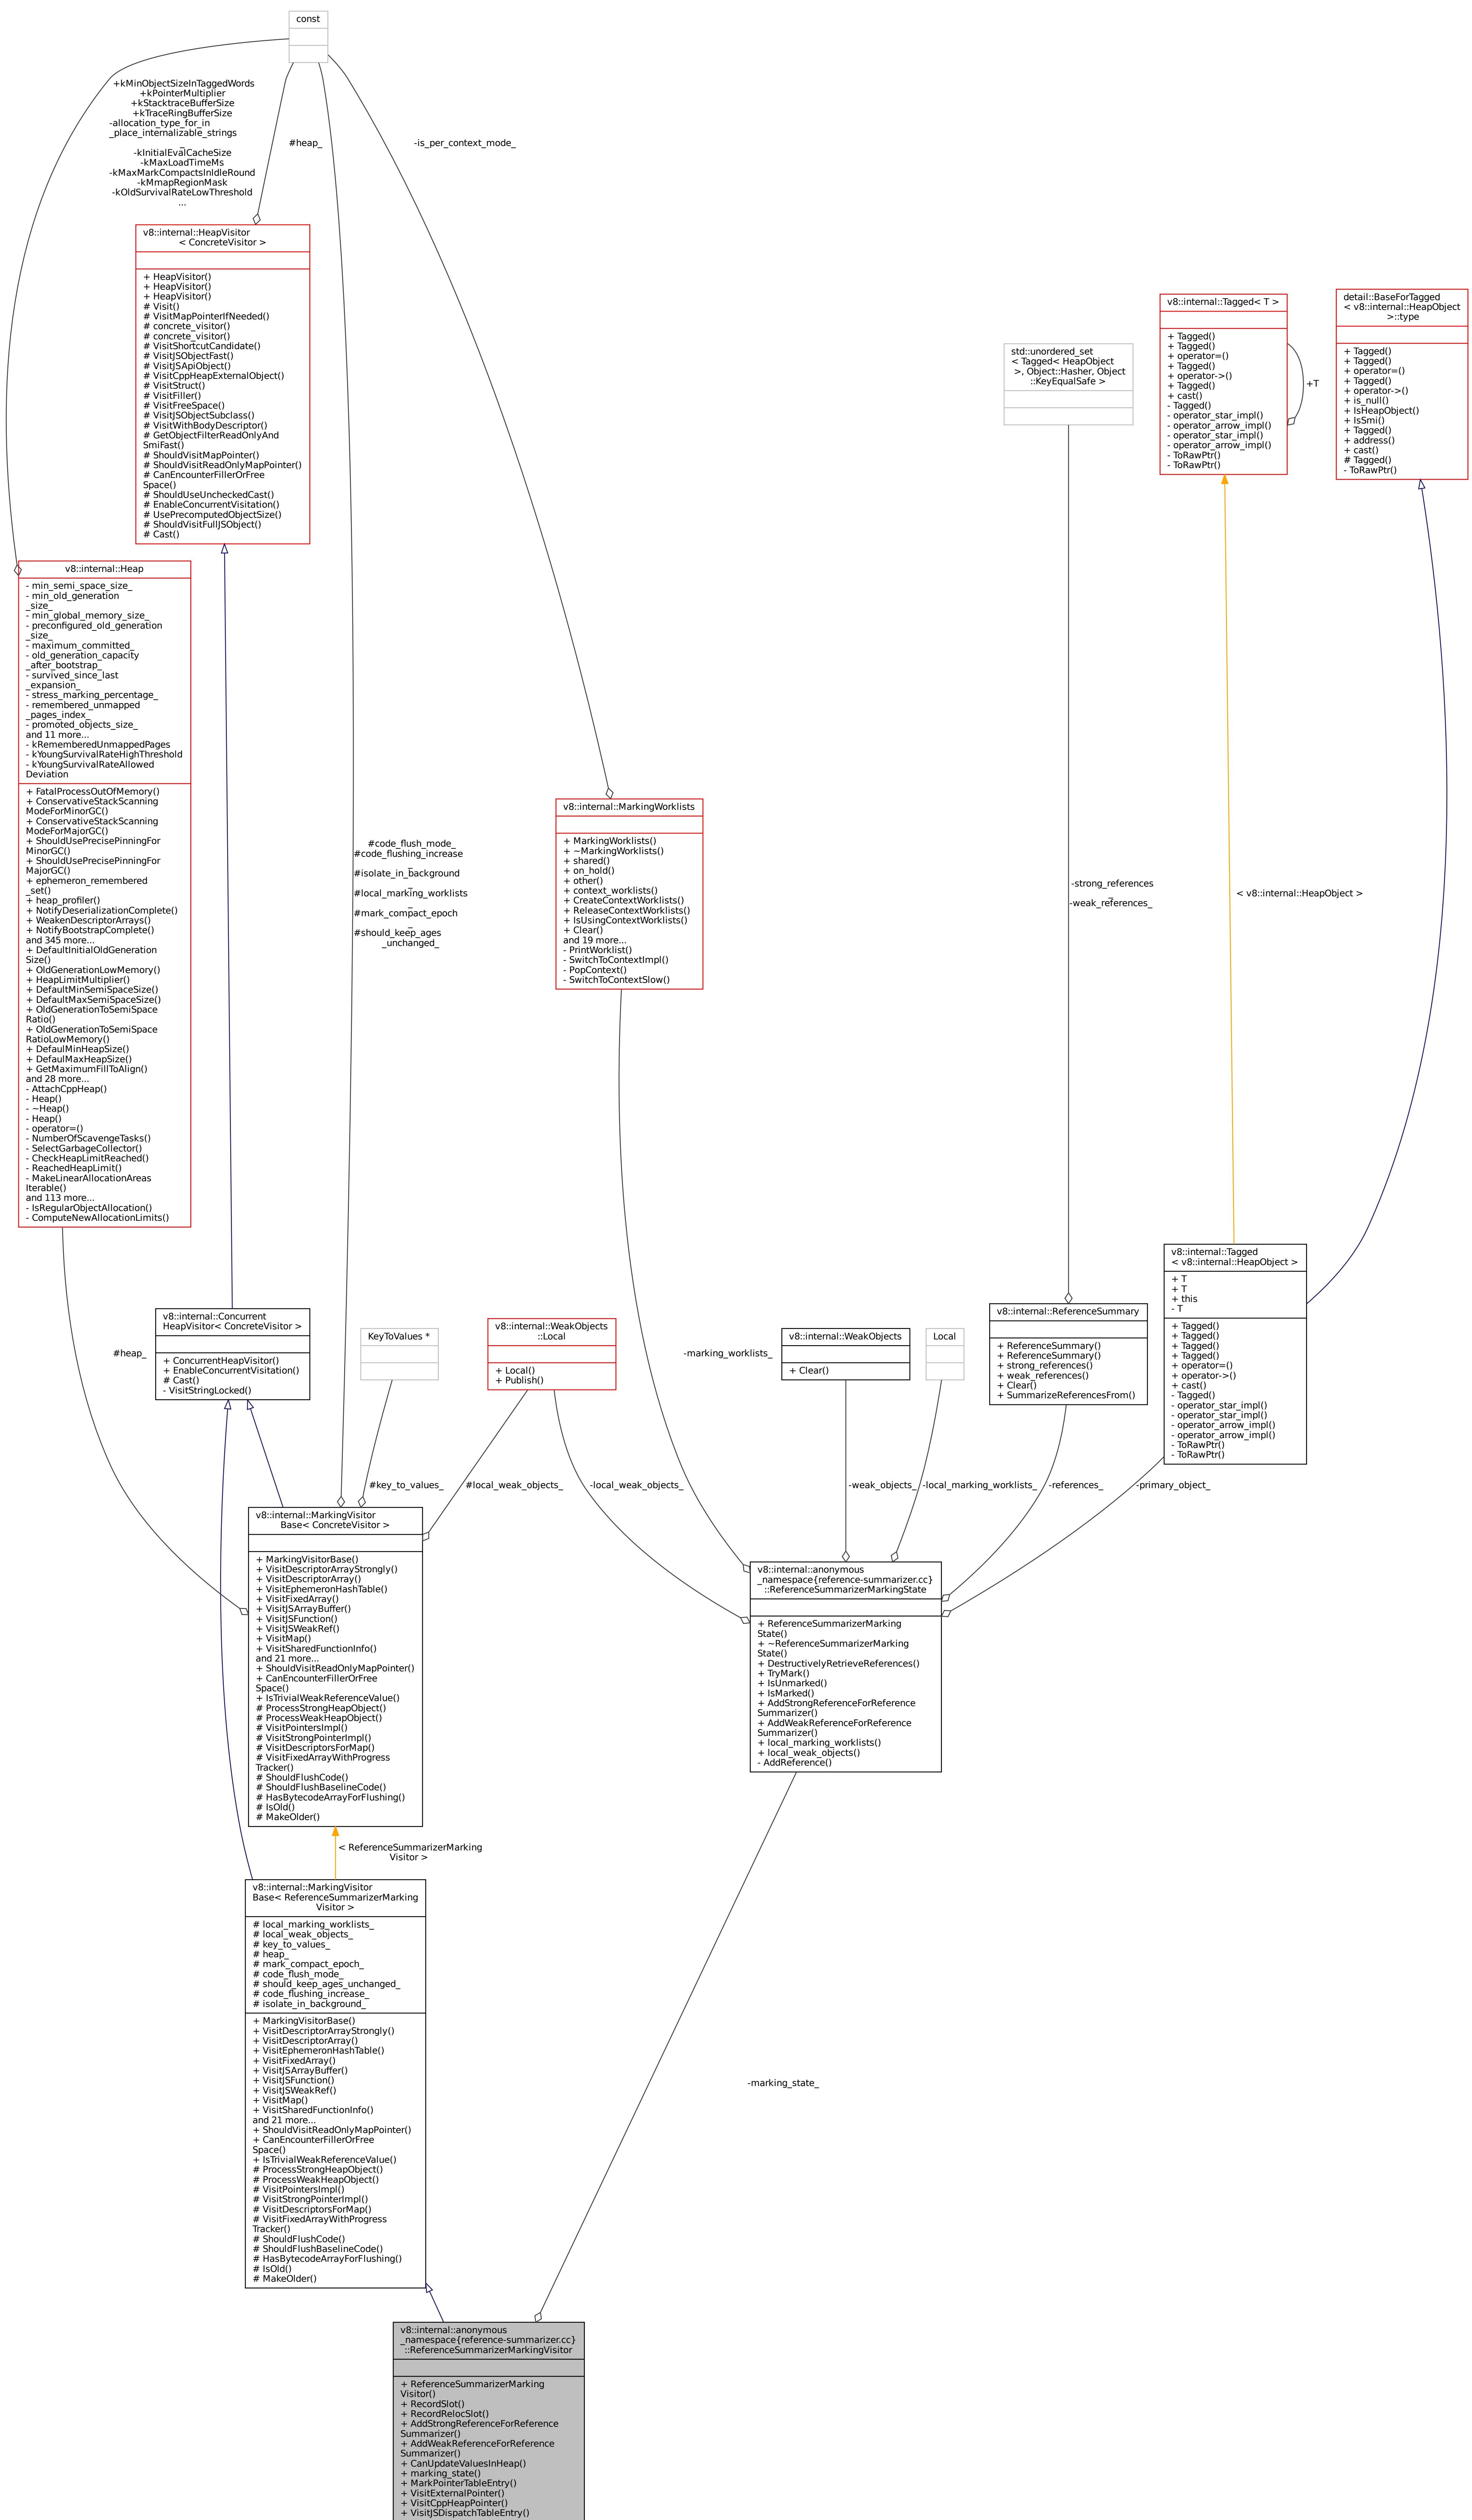 const
+kMinObjectSizeInTaggedWords
+kPointerMultiplier
+kStacktraceBufferSize
+kTraceRingBufferSize
-allocation_type_for_in
_place_internalizable_strings
_
-kInitialEvalCacheSize
-kMaxLoadTimeMs
-kMaxMarkCompactsInIdleRound
-kMmapRegionMask
-kOldSurvivalRateLowThreshold
...
#heap_
-is_per_context_mode_
v8::internal::HeapVisitor
< ConcreteVisitor >
+ HeapVisitor()
+ HeapVisitor()
+ HeapVisitor()
# Visit()
# VisitMapPointerIfNeeded()
# concrete_visitor()
# concrete_visitor()
# VisitShortcutCandidate()
# VisitJSObjectFast()
# VisitJSApiObject()
# VisitCppHeapExternalObject()
# VisitStruct()
# VisitFiller()
# VisitFreeSpace()
# VisitJSObjectSubclass()
# VisitWithBodyDescriptor()
# GetObjectFilterReadOnlyAnd
SmiFast()
# ShouldVisitMapPointer()
# ShouldVisitReadOnlyMapPointer()
# CanEncounterFillerOrFree
Space()
# ShouldUseUncheckedCast()
# EnableConcurrentVisitation()
# UsePrecomputedObjectSize()
# ShouldVisitFullJSObject()
# Cast()
std::unordered_set
< Tagged< HeapObject
>, Object::Hasher, Object
::KeyEqualSafe >
v8::internal::Tagged< T >
+ Tagged()
+ Tagged()
+ operator=()
+ Tagged()
+ operator->()
+ Tagged()
+ cast()
- Tagged()
- operator_star_impl()
- operator_arrow_impl()
- operator_star_impl()
- operator_arrow_impl()
- ToRawPtr()
- ToRawPtr()
+T
detail::BaseForTagged
< v8::internal::HeapObject
>::type
+ Tagged()
+ Tagged()
+ operator=()
+ Tagged()
+ operator->()
+ is_null()
+ IsHeapObject()
+ IsSmi()
+ Tagged()
+ address()
+ cast()
# Tagged()
- ToRawPtr()
v8::internal::Heap
- min_semi_space_size_
- min_old_generation
_size_
- min_global_memory_size_
- preconfigured_old_generation
_size_
- maximum_committed_
- old_generation_capacity
_after_bootstrap_
- survived_since_last
_expansion_
- stress_marking_percentage_
- remembered_unmapped
_pages_index_
- promoted_objects_size_
and 11 more...
- kRememberedUnmappedPages
- kYoungSurvivalRateHighThreshold
- kYoungSurvivalRateAllowed
Deviation
+ FatalProcessOutOfMemory()
+ ConservativeStackScanning
ModeForMinorGC()
+ ConservativeStackScanning
ModeForMajorGC()
+ ShouldUsePrecisePinningFor
MinorGC()
+ ShouldUsePrecisePinningFor
MajorGC()
+ ephemeron_remembered
_set()
+ heap_profiler()
+ NotifyDeserializationComplete()
+ WeakenDescriptorArrays()
+ NotifyBootstrapComplete()
and 345 more...
+ DefaultInitialOldGeneration
Size()
+ OldGenerationLowMemory()
+ HeapLimitMultiplier()
+ DefaultMinSemiSpaceSize()
+ DefaultMaxSemiSpaceSize()
+ OldGenerationToSemiSpace
Ratio()
+ OldGenerationToSemiSpace
RatioLowMemory()
+ DefaulMinHeapSize()
+ DefaulMaxHeapSize()
+ GetMaximumFillToAlign()
and 28 more...
- AttachCppHeap()
- Heap()
- ~Heap()
- Heap()
- operator=()
- NumberOfScavengeTasks()
- SelectGarbageCollector()
- CheckHeapLimitReached()
- ReachedHeapLimit()
- MakeLinearAllocationAreas
Iterable()
and 113 more...
- IsRegularObjectAllocation()
- ComputeNewAllocationLimits()
#code_flush_mode_
#code_flushing_increase
_
#isolate_in_background
_
#local_marking_worklists
_
#mark_compact_epoch
_
#should_keep_ages
_unchanged_
v8::internal::MarkingWorklists
+ MarkingWorklists()
+ ~MarkingWorklists()
+ shared()
+ on_hold()
+ other()
+ context_worklists()
+ CreateContextWorklists()
+ ReleaseContextWorklists()
+ IsUsingContextWorklists()
+ Clear()
and 19 more...
- PrintWorklist()
- SwitchToContextImpl()
- PopContext()
- SwitchToContextSlow()
-strong_references
_
-weak_references_
< v8::internal::HeapObject >
v8::internal::Tagged
< v8::internal::HeapObject >
+ T
+ T
+ this
- T
+ Tagged()
+ Tagged()
+ Tagged()
+ Tagged()
+ operator=()
+ operator->()
+ cast()
- Tagged()
- operator_star_impl()
- operator_star_impl()
- operator_arrow_impl()
- operator_arrow_impl()
- ToRawPtr()
- ToRawPtr()
#heap_
v8::internal::Concurrent
HeapVisitor< ConcreteVisitor >
+ ConcurrentHeapVisitor()
+ EnableConcurrentVisitation()
# Cast()
- VisitStringLocked()
KeyToValues *
v8::internal::WeakObjects
::Local
+ Local()
+ Publish()
-marking_worklists_
v8::internal::WeakObjects
+ Clear()
Local
v8::internal::ReferenceSummary
+ ReferenceSummary()
+ ReferenceSummary()
+ strong_references()
+ weak_references()
+ Clear()
+ SummarizeReferencesFrom()
#key_to_values_
#local_weak_objects_
-local_weak_objects_
-weak_objects_
-local_marking_worklists_
-references_
-primary_object_
v8::internal::MarkingVisitor
Base< ConcreteVisitor >
+ MarkingVisitorBase()
+ VisitDescriptorArrayStrongly()
+ VisitDescriptorArray()
+ VisitEphemeronHashTable()
+ VisitFixedArray()
+ VisitJSArrayBuffer()
+ VisitJSFunction()
+ VisitJSWeakRef()
+ VisitMap()
+ VisitSharedFunctionInfo()
and 21 more...
+ ShouldVisitReadOnlyMapPointer()
+ CanEncounterFillerOrFree
Space()
+ IsTrivialWeakReferenceValue()
# ProcessStrongHeapObject()
# ProcessWeakHeapObject()
# VisitPointersImpl()
# VisitStrongPointerImpl()
# VisitDescriptorsForMap()
# VisitFixedArrayWithProgress
Tracker()
# ShouldFlushCode()
# ShouldFlushBaselineCode()
# HasBytecodeArrayForFlushing()
# IsOld()
# MakeOlder()
v8::internal::anonymous
_namespace{reference-summarizer.cc}
::ReferenceSummarizerMarkingState
+ ReferenceSummarizerMarking
State()
+ ~ReferenceSummarizerMarking
State()
+ DestructivelyRetrieveReferences()
+ TryMark()
+ IsUnmarked()
+ IsMarked()
+ AddStrongReferenceForReference
Summarizer()
+ AddWeakReferenceForReference
Summarizer()
+ local_marking_worklists()
+ local_weak_objects()
- AddReference()
< ReferenceSummarizerMarking
Visitor >
v8::internal::MarkingVisitor
Base< ReferenceSummarizerMarking
Visitor >
# local_marking_worklists_
# local_weak_objects_
# key_to_values_
# heap_
# mark_compact_epoch_
# code_flush_mode_
# should_keep_ages_unchanged_
# code_flushing_increase_
# isolate_in_background_
+ MarkingVisitorBase()
+ VisitDescriptorArrayStrongly()
+ VisitDescriptorArray()
+ VisitEphemeronHashTable()
+ VisitFixedArray()
+ VisitJSArrayBuffer()
+ VisitJSFunction()
+ VisitJSWeakRef()
+ VisitMap()
+ VisitSharedFunctionInfo()
and 21 more...
+ ShouldVisitReadOnlyMapPointer()
+ CanEncounterFillerOrFree
Space()
+ IsTrivialWeakReferenceValue()
# ProcessStrongHeapObject()
# ProcessWeakHeapObject()
# VisitPointersImpl()
# VisitStrongPointerImpl()
# VisitDescriptorsForMap()
# VisitFixedArrayWithProgress
Tracker()
# ShouldFlushCode()
# ShouldFlushBaselineCode()
# HasBytecodeArrayForFlushing()
# IsOld()
# MakeOlder()
-marking_state_
v8::internal::anonymous
_namespace{reference-summarizer.cc}
::ReferenceSummarizerMarkingVisitor
+ ReferenceSummarizerMarking
Visitor()
+ RecordSlot()
+ RecordRelocSlot()
+ AddStrongReferenceForReference
Summarizer()
+ AddWeakReferenceForReference
Summarizer()
+ CanUpdateValuesInHeap()
+ marking_state()
+ MarkPointerTableEntry()
+ VisitExternalPointer()
+ VisitCppHeapPointer()
+ VisitJSDispatchTableEntry()